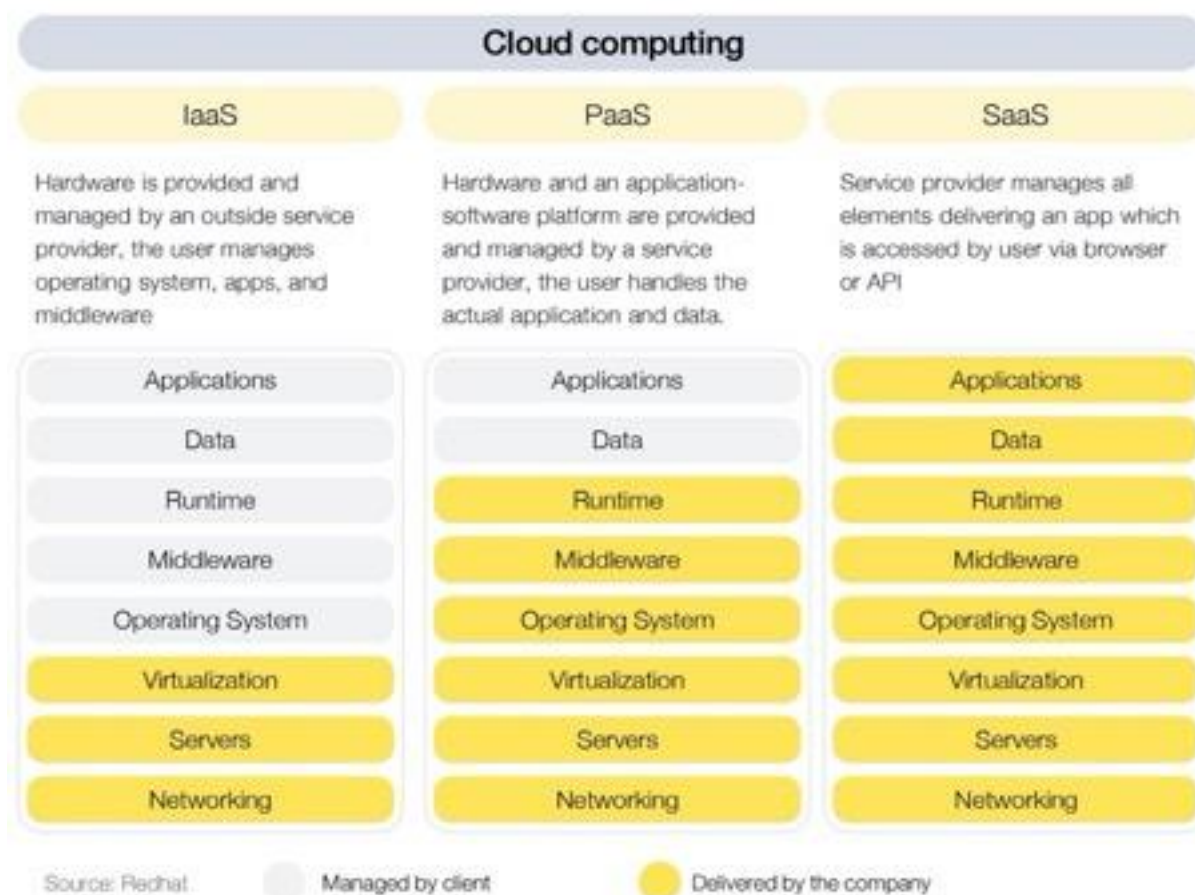 Cloud computing
IaaS
Hardware is provided and
managed by an outside service
provider, the user manages
operating system, apps, and
middleware
Applications
Data
Runtime
Middleware
Operating System
Virtualization
Servers
Networking
PaaS
Hardware and an application-
software platform are provided
and managed by a service
provider, the user handles the
actual application and data.
Applications
Data
Runtime
Middleware
Operating System
Virtualization
Servers
Networking
SaaS
Service provider manages all
elements delivering an app which
is accessed by user via browser
or API
Applications
Data
Runtime
Middleware
Operating System
Virtualization
Servers
Networking
Source: Redhat
Managed by client
Delivered by the company